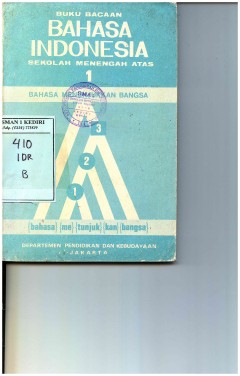 BUKU BACAAN
BAHASA
INDONESIA
SEKOLAH MENENGAH ATAS
1
BAHASA MENUNJUKKAN BANGSA
SMAN 1 KEDIRI
410
IDR
B
3
2
1
bahasa me tunjuk kan bangsa
DEPARTEMEN PENDIDIKAN DAN KEBUDAYAAN
JAKARTA